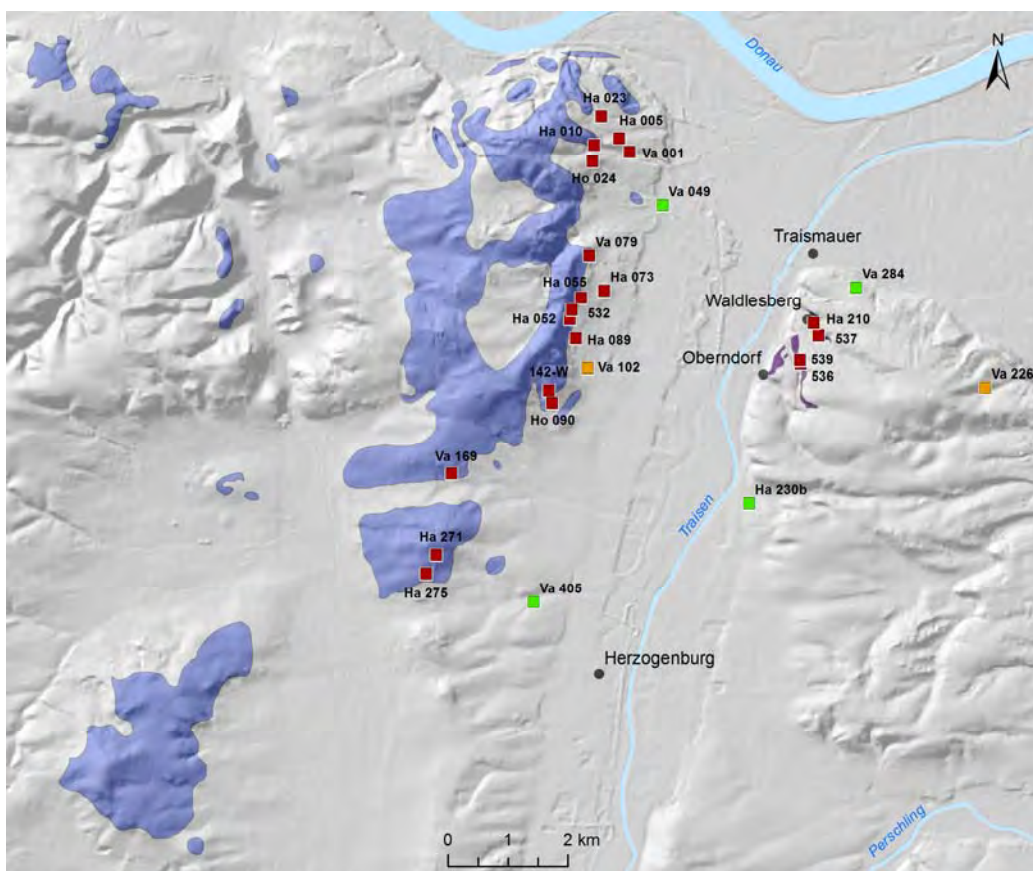 Donau
N
Ha 023
Ha 005
Ha 010
Va 001
Ho 024
Va 049
Va 079
Traismauer
Ha 055
Ha 073
Va 284
532
Waldlesberg
Ha 052
Ha 210
537
Ha 089
Oberndorf
539
142-W
Va 102
536
Va 226
Ho 090
Va 169
Ha 230b
Traisen
Ha 271
Ha 275
Va 405
Herzogenburg
Perschling
0 1 2 km